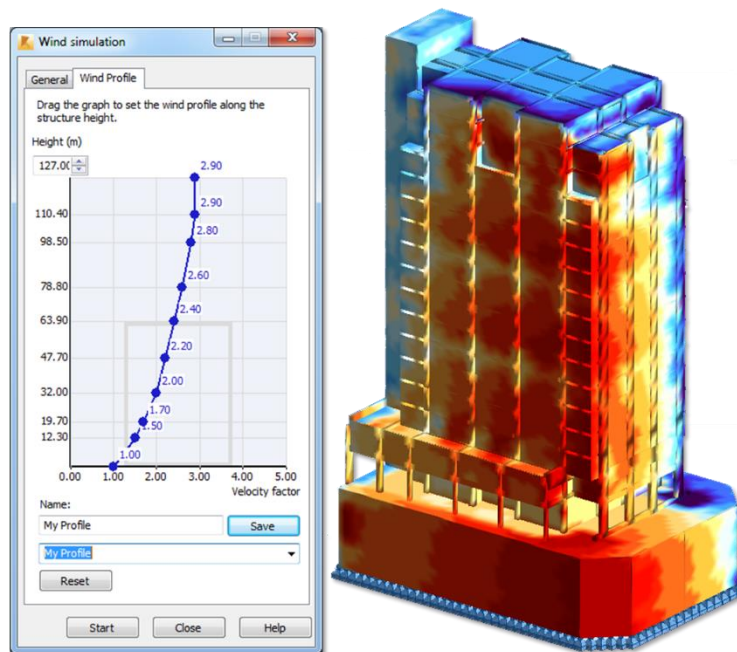 Wind simulation
General Wind Profile
Drag the graph to set the wind profile along the
structure height.
Height (m)
127.00
2.90
110.40 2.90
98.50 2.80
78.80 2.60
63.90 2.40
47.70 2.20
32.00 2.00
19.70 1.70
12.30 1.50
1.00
0.00 1.00 2.00 3.00 4.00 5.00
Velocity factor
Name:
My Profile Save
My Profile
Reset
Start Close Help